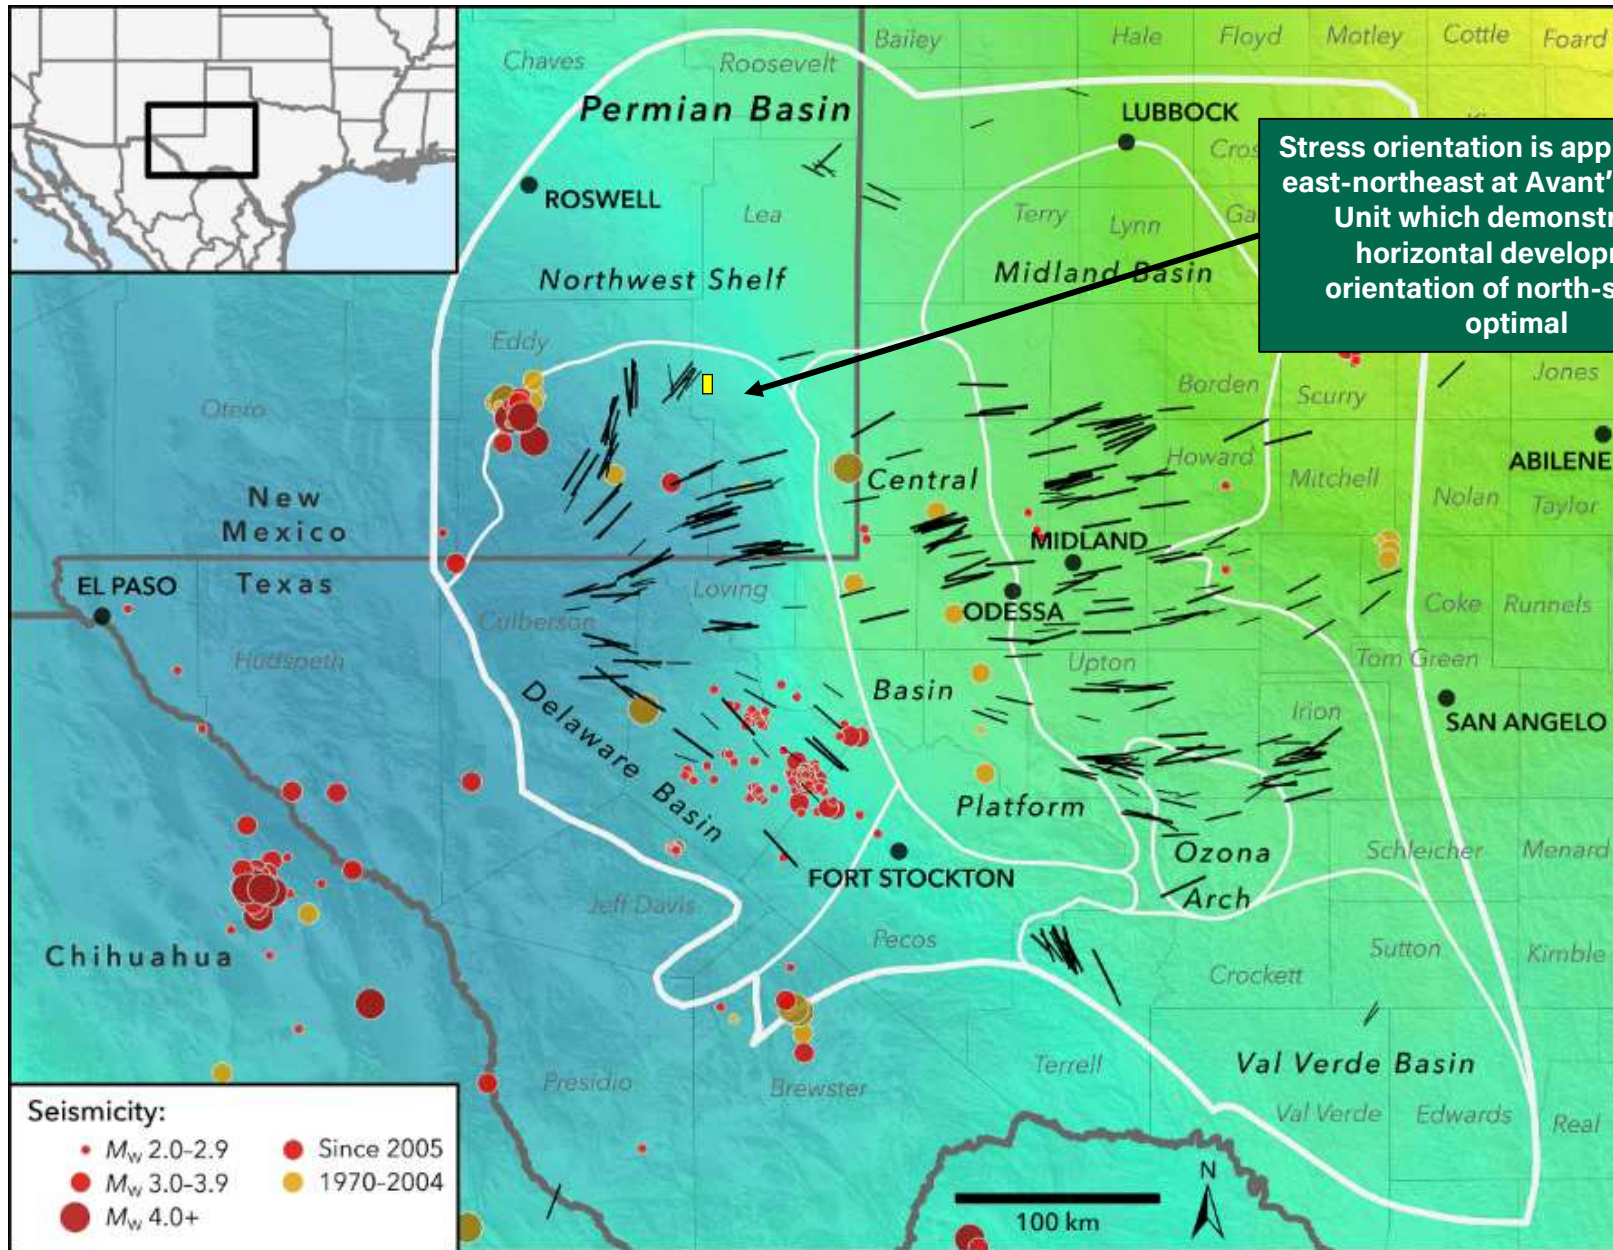 Chaves
Roosevelt
Bailey
Hale
Floyd
Motley
Cottle
Foard
Permian Basin
LUBBOCK
Stress orientation is app
east-northeast at Avant'
Unit which demonstr
horizontal develop
orientation of north-s
optimal
Cros
ROSWELL
Lea
Terry
Lynn
Ga
Northwest Shelf
Midland Basin
Eddy
Otero
Borden
Scurry
Jones
Central
Howard
Mitchell
ABILENE
Nolan
Taylor
New
Mexico
MIDLAND
EL PASO
Texas
Loving
ODESSA
Coke
Runnels
Culberson
Hudspeth
Upton
Tom Green
Delaware Basin
Basin
Irion
SAN ANGELO
Platform
Ozona
Arch
Schleicher
Menard
FORT STOCKTON
Jeff Davis
Pecos
Chihuahua
Crockett
Sutton
Kimble
Presidio
Brewster
Terrell
Val Verde Basin
Val Verde
Edwards
Real
Seismicity:
Mw 2.0-2.9
Since 2005
Mw 3.0-3.9
1970-2004
Mw 4.0+
N
100 km